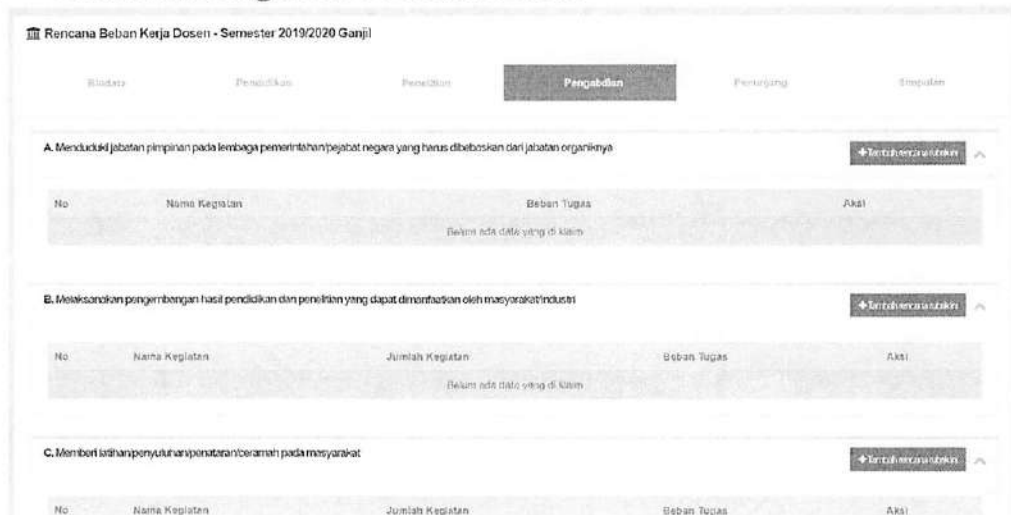 Rencana Beban Kerja Dosen - Semester 2019/2020 Ganjil
Biodata Pendidikan Penelitian Pengabdian Penunjang Simpulan
A. Menduduki jabatan pimpinan pada lembaga pemerintahan/pejabat negara yang harus dibebaskan dari jabatan organiknya
+Tambah rencana
No Nama Kegiatan Beban Tugas Aksi
Belum ada data yang di klaim
B. Melaksanakan pengembangan hasil pendidikan dan penelitian yang dapat dimanfaatkan oleh masyarakat/industri
+Tambah rencana
No Nama Kegiatan Jumlah Kegiatan Beban Tugas Aksi
Belum ada data yang di klaim
C. Memberi latihan/penyuluhan/penataran/ceramah pada masyarakat
+Tambah rencana
No Nama Kegiatan Jumlah Kegiatan Beban Tugas Aksi